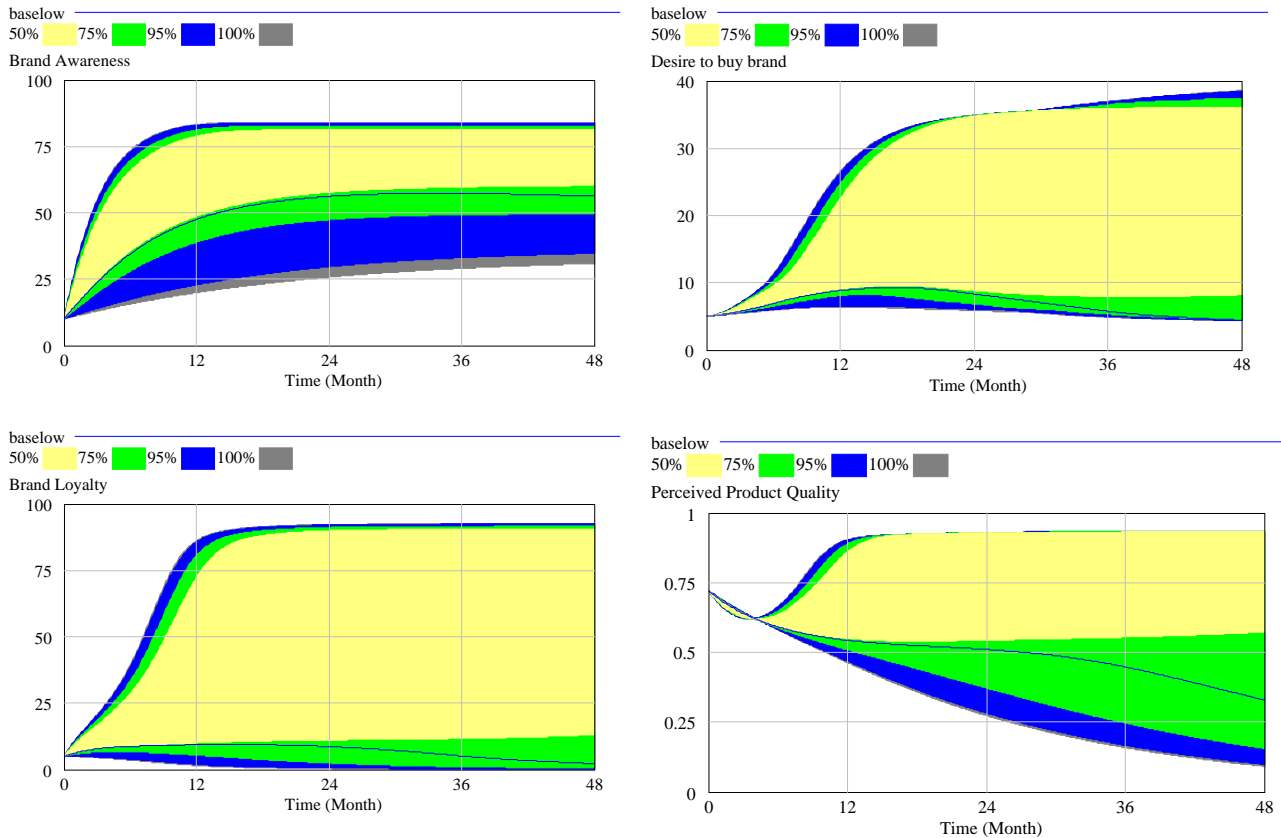 baselow
50% 75% 95% 100%
Brand Awareness
100
75
50
25
0
0 12 24 36 48
Time (Month)
baselow
50% 75% 95% 100%
Desire to buy brand
40
30
20
10
0
0 12 24 36 48
Time (Month)
baselow
50% 75% 95% 100%
Brand Loyalty
100
75
50
25
0
0 12 24 36 48
Time (Month)
baselow
50% 75% 95% 100%
Perceived Product Quality
1
0.75
0.5
0.25
0
0 12 24 36 48
Time (Month)